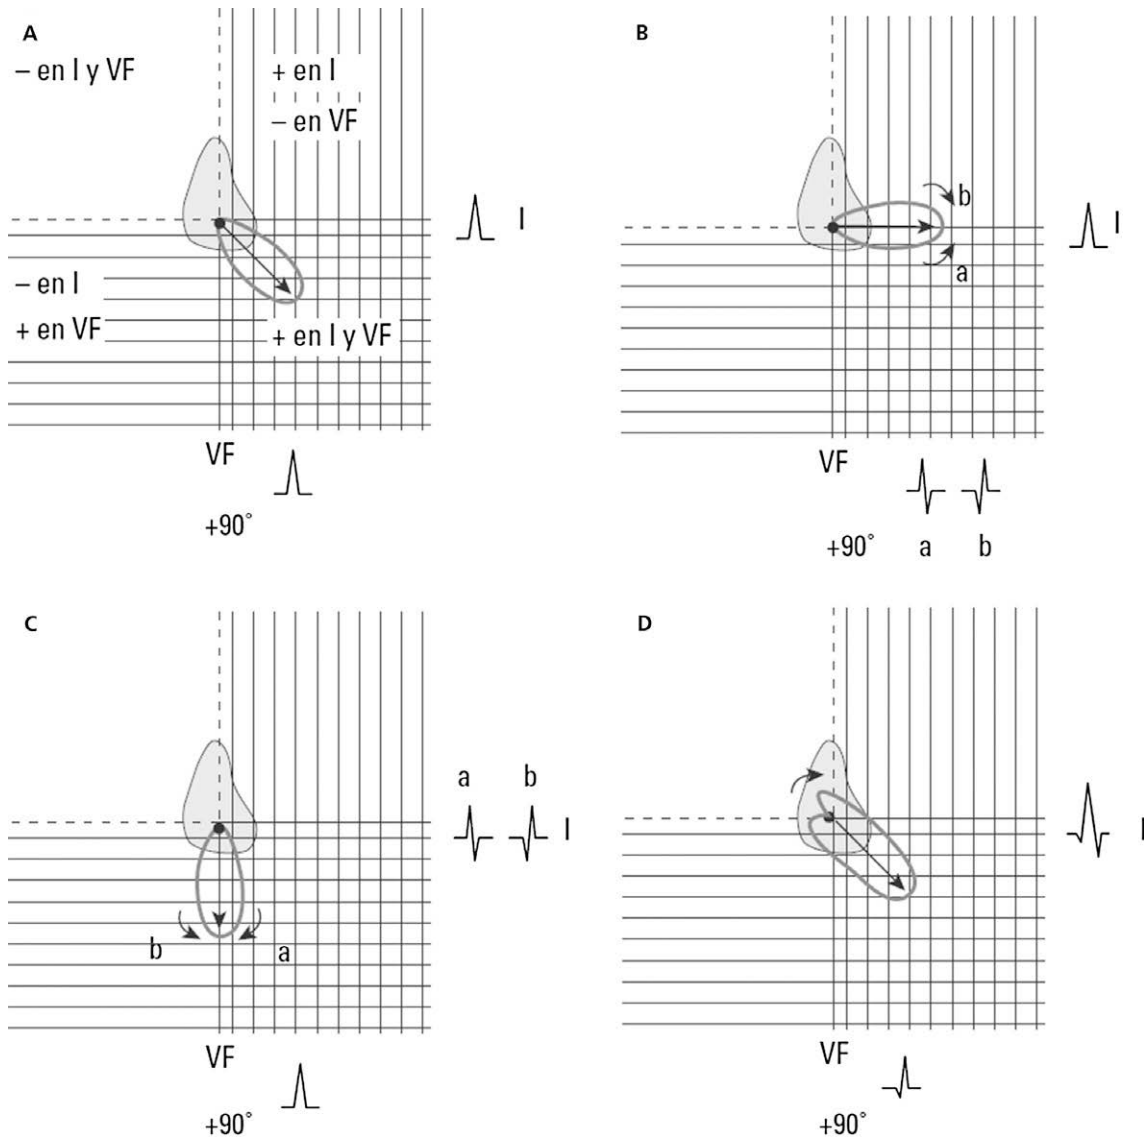 A
– en I y VF
+ en I
– en VF
I
– en I
+ en VF
+ en I y VF
VF
+90°
B
b
I
a
VF
+90° a b
C
a b
I
b a
VF
+90°
D
I
VF
+90°